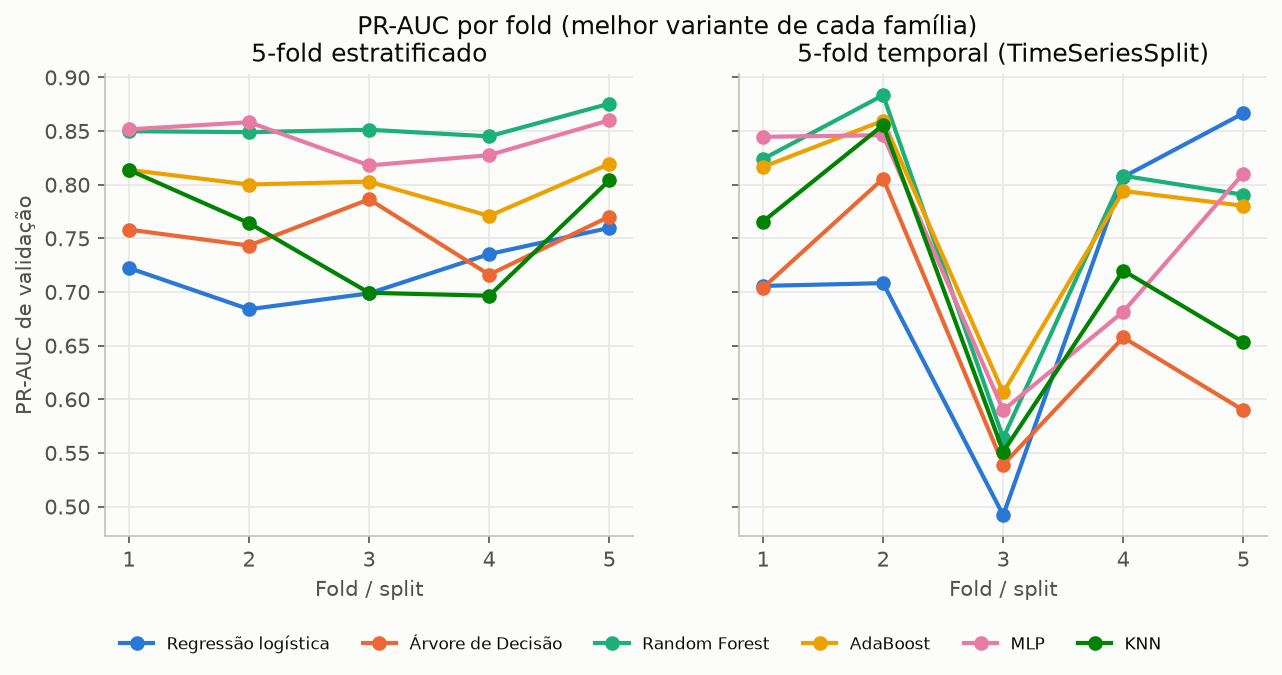 PR-AUC por fold (melhor variante de cada família)
5-fold estratificado
5-fold temporal (TimeSeriesSplit)
PR-AUC de validação
0.90
0.85
0.80
0.75
0.70
0.65
0.60
0.55
0.50
1 2 3 4 5
Fold / split
1 2 3 4 5
Fold / split
Regressão logística Árvore de Decisão Random Forest AdaBoost MLP KNN